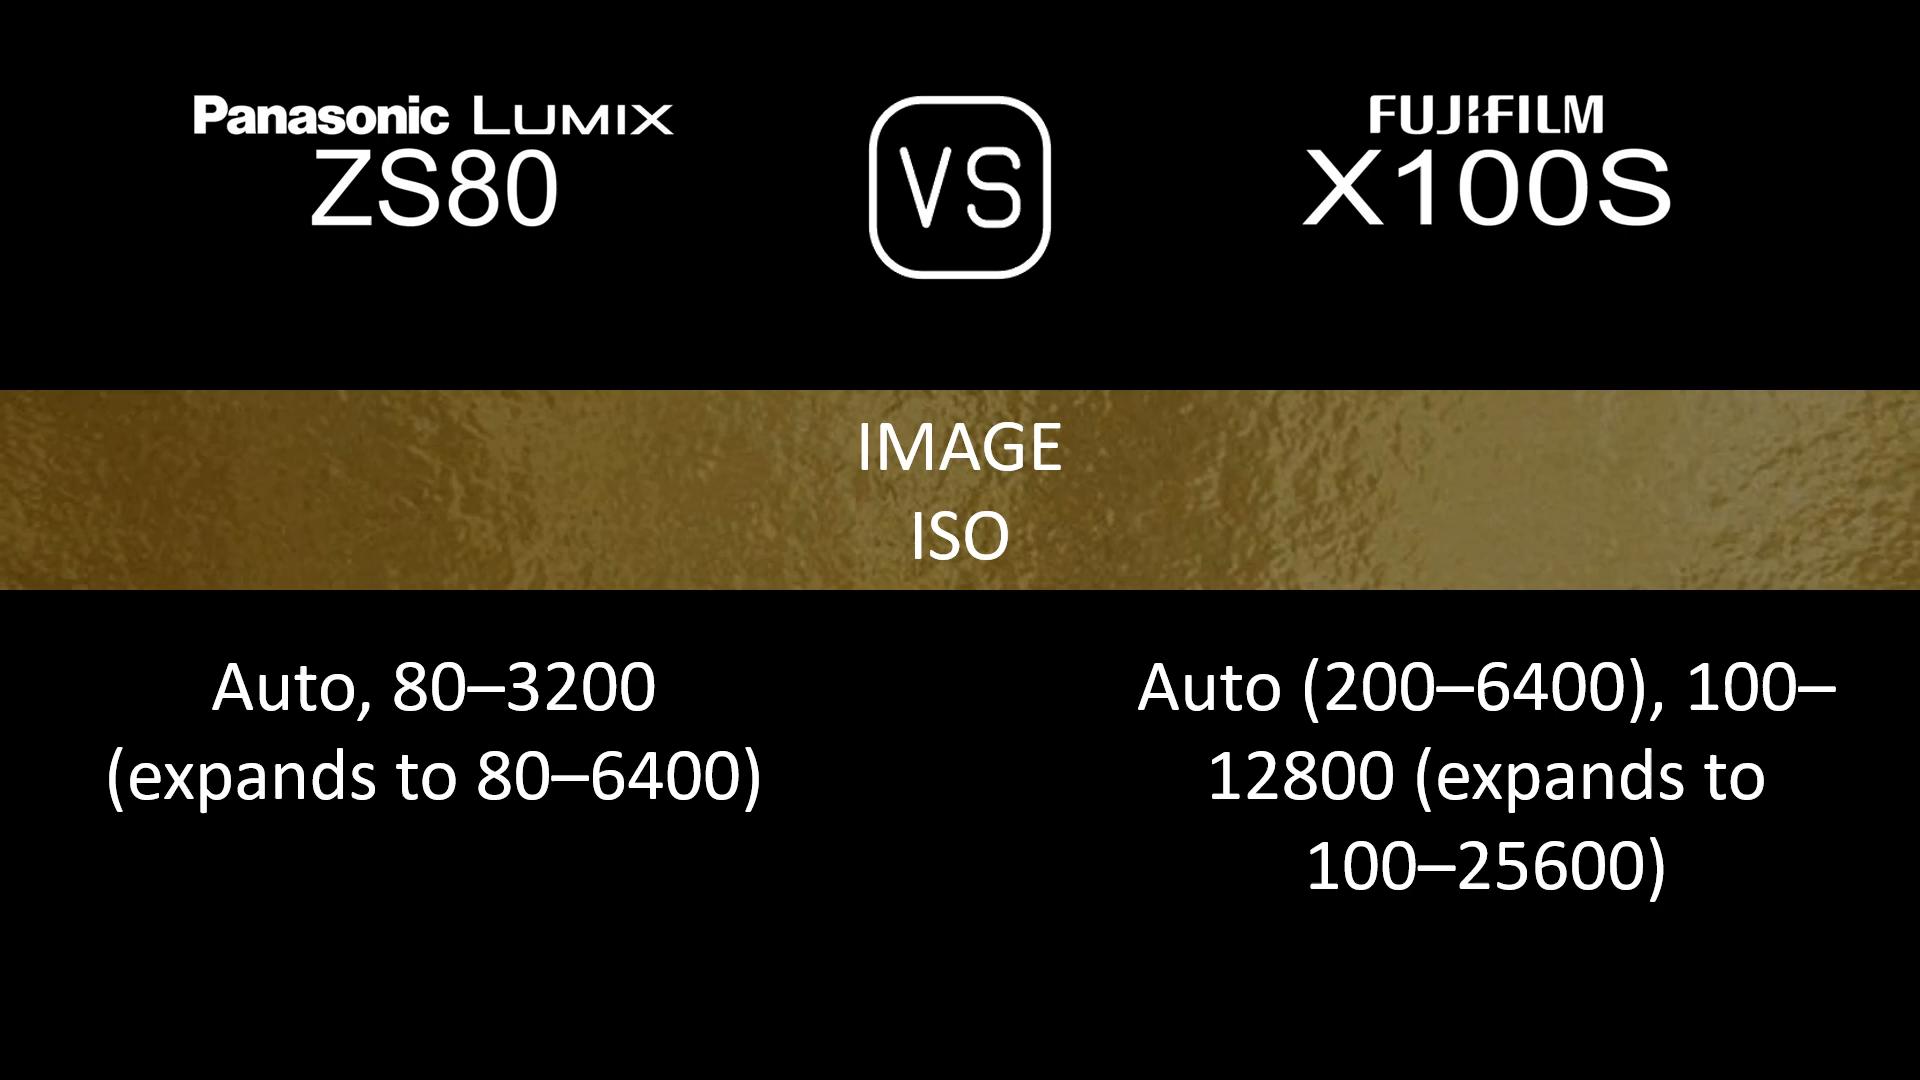 Panasonic LUMIX
ZS80
VS
FUJIFILM
X100S
IMAGE
ISO
Auto, 80–3200
(expands to 80–6400)
Auto (200–6400), 100–
12800 (expands to
100–25600)